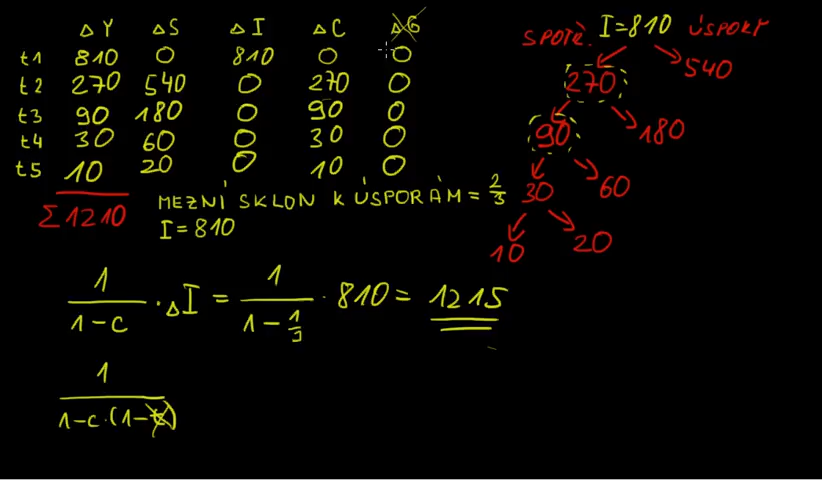 ΔY ΔS ΔI ΔC ΔG
t1 810 0 810 0 0
t2 270 540 0 270 0
t3 90 180 0 90 0
t4 30 60 0 30 0
t5 10 20 0 10 0
Σ1210
MEZNÍ SKLON K ÚSPORÁM = 2/3
I=810
SPOTŘ. I=810 ÚSPORY
270 540
90 180
30 60
10 20
1/(1-c) · ΔI = 1/(1-1/3) · 810 = 1215
1/(1-c·(1-t))